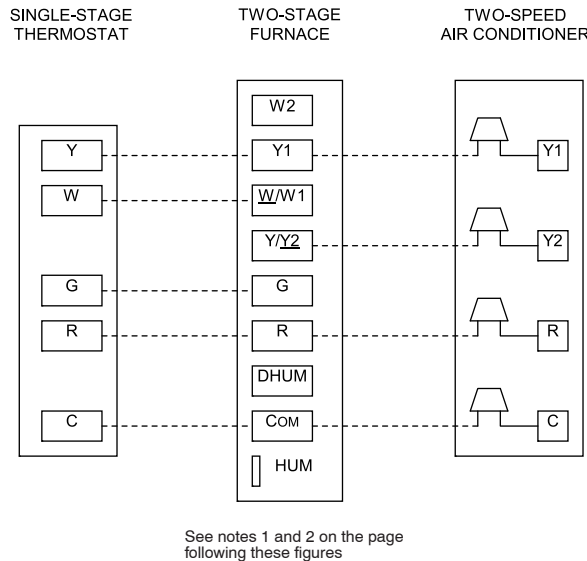 SINGLE-STAGE
THERMOSTAT
TWO-STAGE
FURNACE
TWO-SPEED
AIR CONDITIONER
W2
Y
Y1
Y1
W
W/W1
Y/Y2
Y2
G
G
R
R
R
DHUM
C
COM
C
HUM
See notes 1 and 2 on the page
following these figures